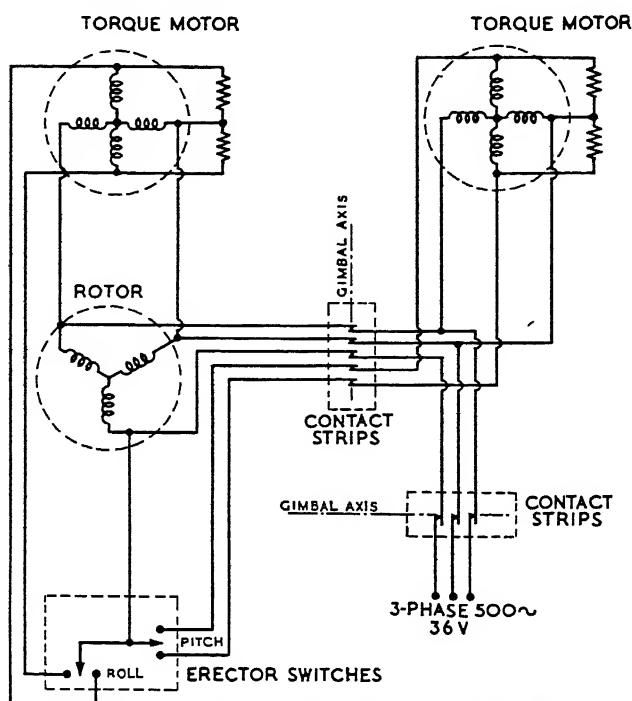 TORQUE MOTOR
TORQUE MOTOR
GIMBAL AXIS
ROTOR
CONTACT
STRIPS
GIMBAL AXIS
CONTACT
STRIPS
3-PHASE 500~
36V
PITCH
ROLL
ERECTOR SWITCHES